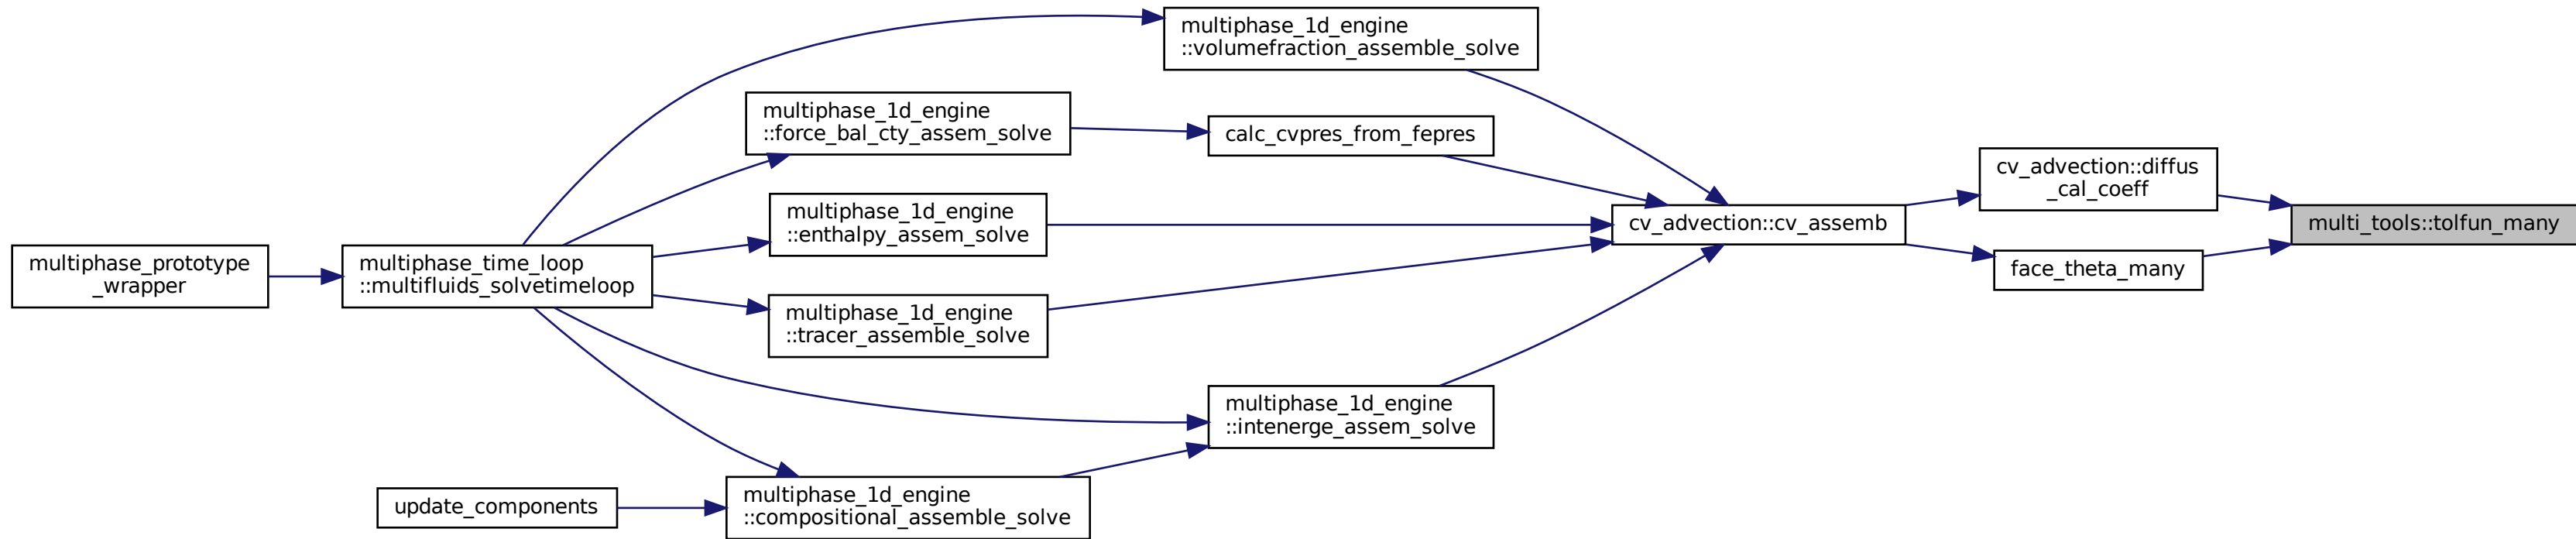 multiphase_prototype
_wrapper
multiphase_time_loop
::multifluids_solvetimeloop
update_components
multiphase_1d_engine
::volumefraction_assemble_solve
multiphase_1d_engine
::force_bal_cty_assem_solve
calc_cvpres_from_fepres
multiphase_1d_engine
::enthalpy_assem_solve
multiphase_1d_engine
::tracer_assemble_solve
multiphase_1d_engine
::intenerge_assem_solve
multiphase_1d_engine
::compositional_assemble_solve
cv_advection::cv_assemb
cv_advection::diffus
_cal_coeff
face_theta_many
multi_tools::tolfun_many